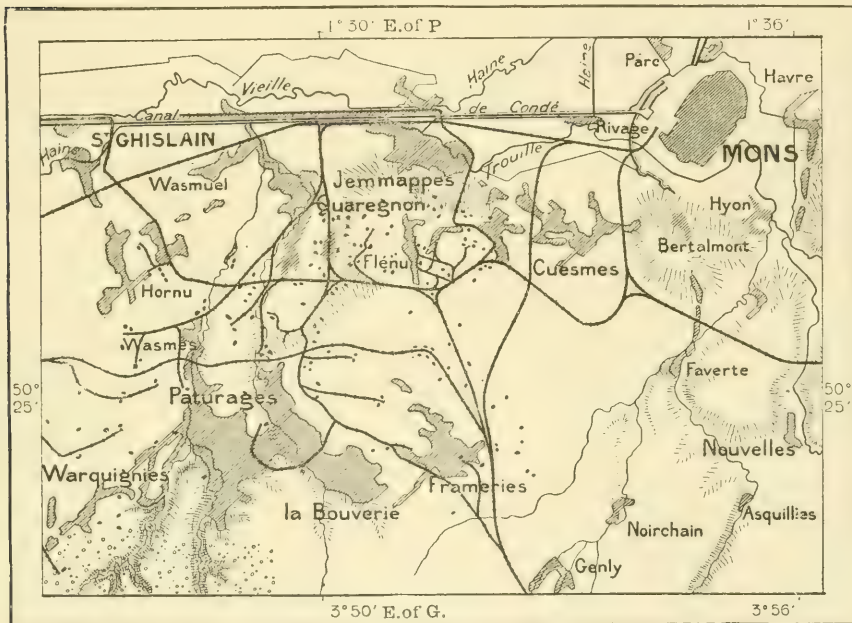 1° 30' E. of P
1° 36'
Parc
Havre
Vieille
Haine
Haine
Canal
de Condé
Rivage
Sᵗ GHISLAIN
Haine
Trouille
MONS
Wasmuel
Jemmappes
Quaregnon
Hyon
Bertalmont
Flénu
Cuesmes
Hornu
Wasmes
Faverte
50° 25'
50° 25'
Paturages
Nouvelles
Warquignies
la Bouverie
Frameries
Noirchain
Asquillies
Genly
3° 50' E. of G.
3° 56'